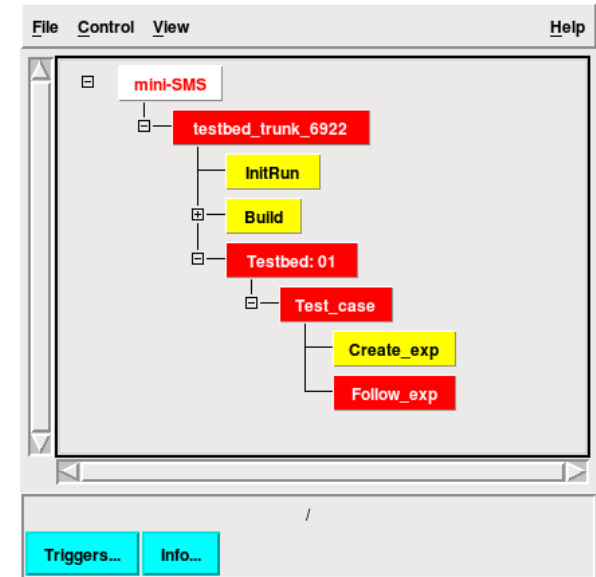 File Control View Help
mini-SMS
testbed_trunk_6922
InitRun
Build
Testbed: 01
Test_case
Create_exp
Follow_exp
/
Triggers... Info...